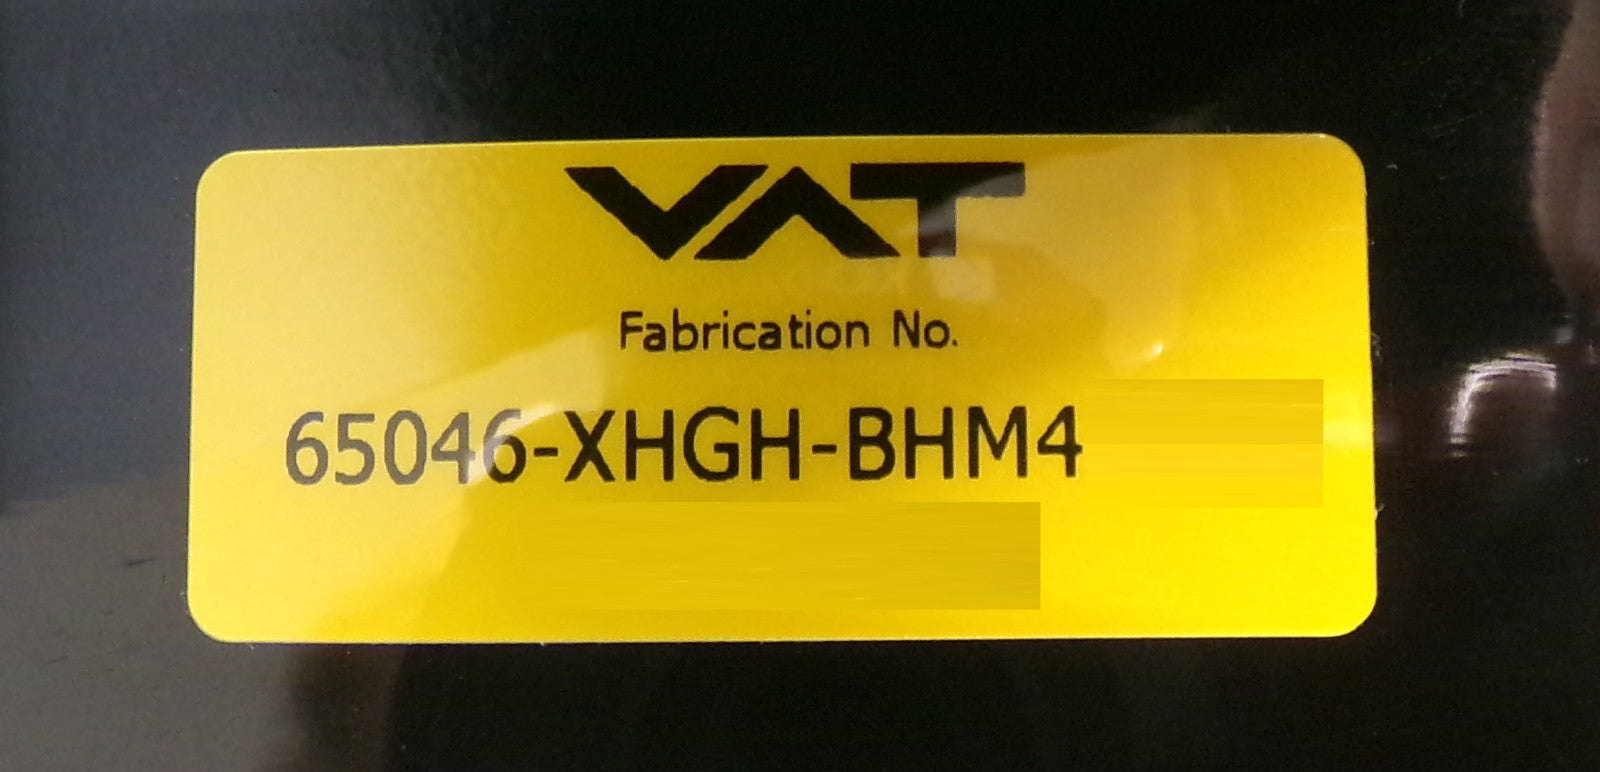 VAT
Fabrication No.
65046-XHGH-BHM4